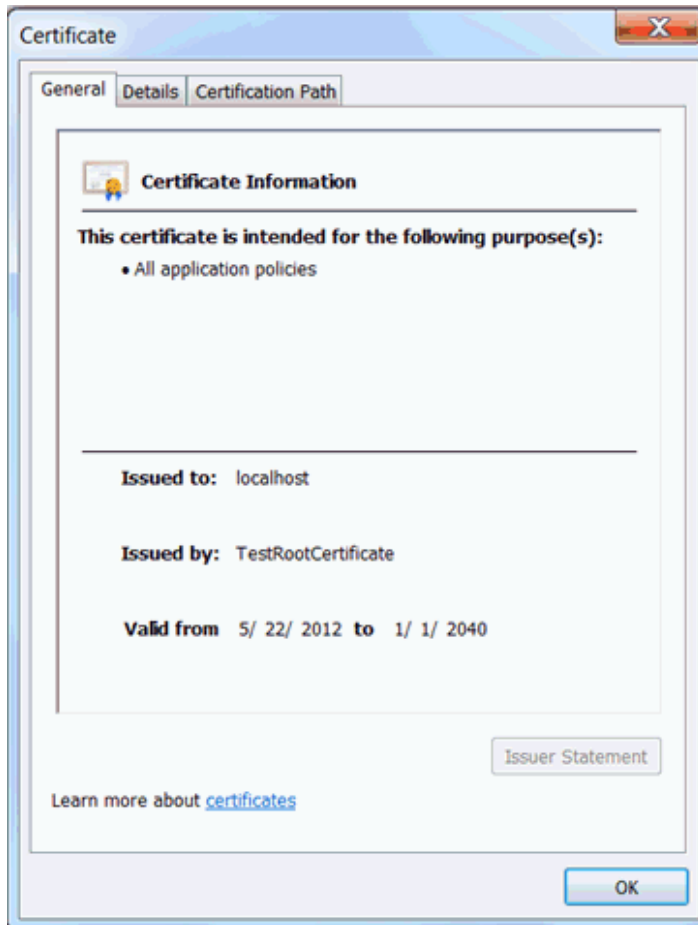 Certificate
General Details Certification Path
Certificate Information
This certificate is intended for the following purpose(s):
• All application policies
Issued to: localhost
Issued by: TestRootCertificate
Valid from 5/ 22/ 2012 to 1/ 1/ 2040
Issuer Statement
Learn more about certificates
OK